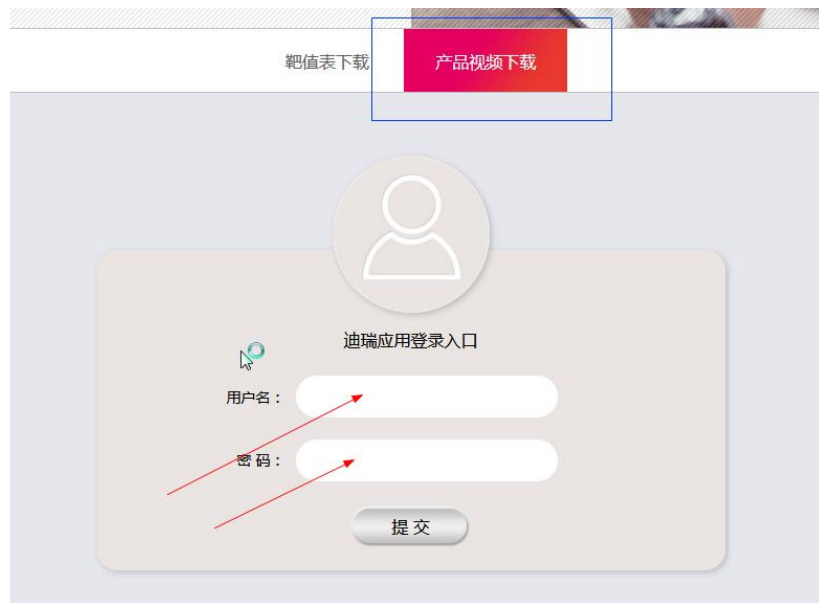 靶值表下载 产品视频下载
迪瑞应用登录入口
用户名：
密 码：
提 交